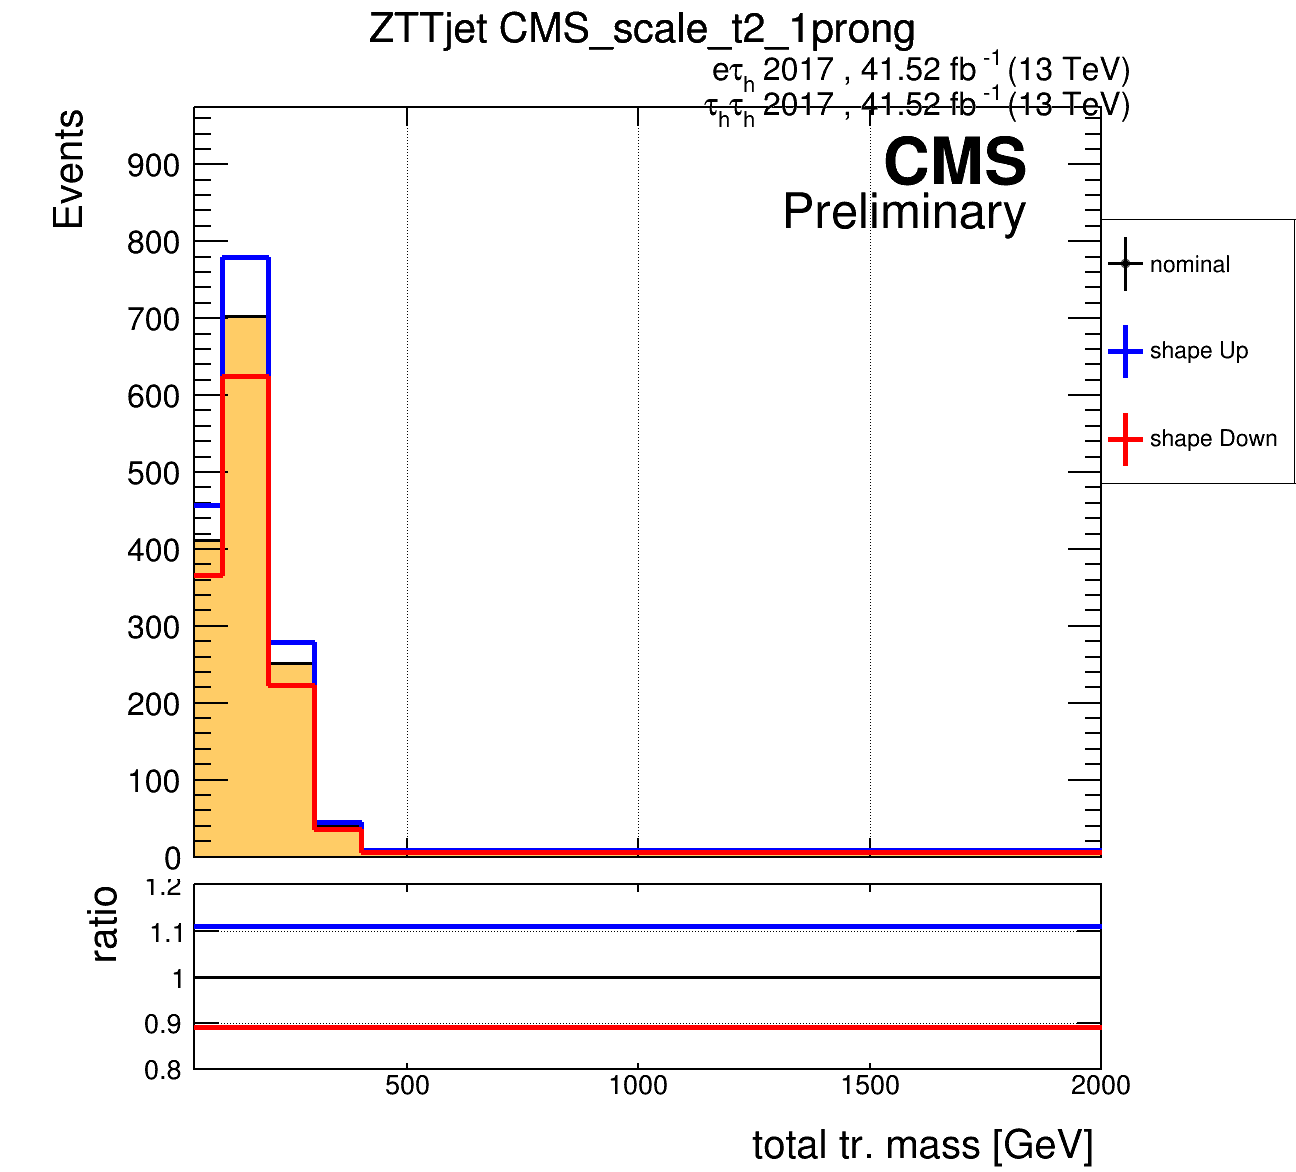 ZTTjet CMS_scale_t2_1prong
eτh 2017 , 41.52 fb-1 (13 TeV)
τhτh 2017 , 41.52 fb-1 (13 TeV)
CMS
Preliminary
Events
900
800
700
600
500
400
300
200
100
0
nominal
shape Up
shape Down
ratio
1.2
1.1
1
0.9
0.8
500 1000 1500 2000
total tr. mass [GeV]